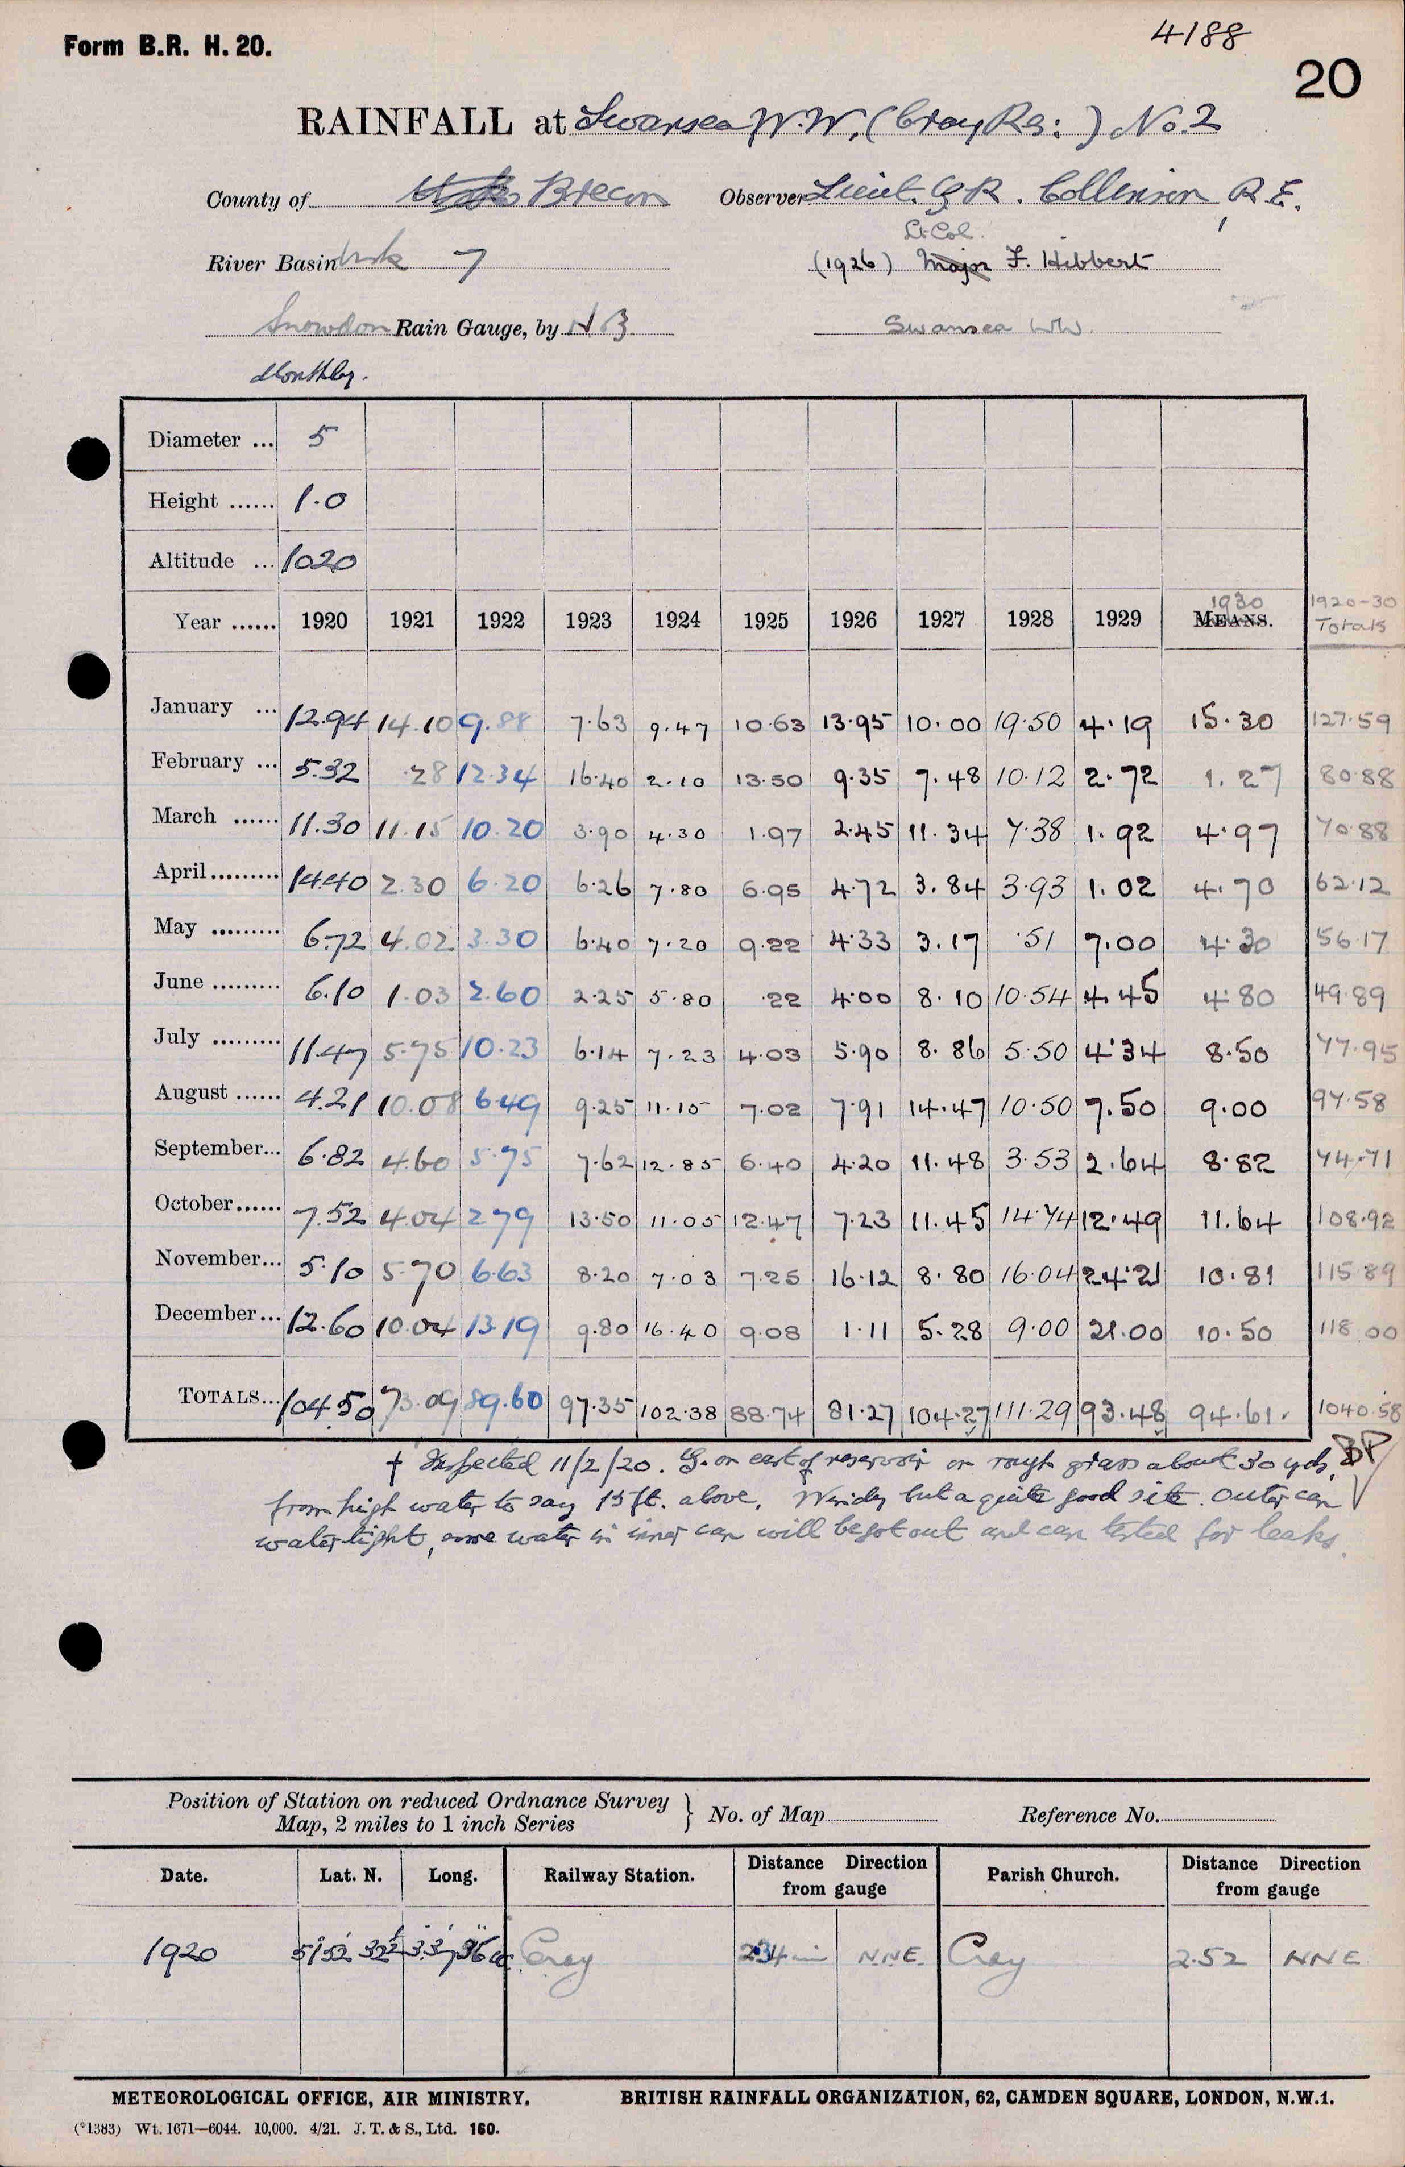 Form B.R. H. 20.
4188
20
RAINFALL at Swansea W.W. (Cray Res:) No. 2
County of Brecon Observer Lieut. G R. Collinson R.E.
Lt Col.
River Basin Usk 7 (1926) Major F. Hibbert
Snowdon Rain Gauge, by N B Swansea WW.
Monthly.
Diameter ... 5
Height ...... 1.0
Altitude ... 1020
Year ...... 1920 1921 1922 1923 1924 1925 1926 1927 1928 1929 MEANS. 1930 1920-30 Totals
January ... 12.94 14.10 9.88 7.63 9.47 10.63 13.95 10.00 19.50 4.19 15.30 127.59
February ... 5.32 .28 12.34 16.40 2.10 13.50 9.35 7.48 10.12 2.72 1.27 80.88
March ...... 11.30 11.15 10.20 3.90 4.30 1.97 2.45 11.34 7.38 1.92 4.97 70.88
April......... 14.40 2.30 6.20 6.26 7.80 6.95 4.72 3.84 3.93 1.02 4.70 62.12
May ......... 6.72 4.02 3.30 6.40 7.20 9.22 4.33 3.17 .51 7.00 4.30 56.17
June ......... 6.10 1.03 2.60 2.25 5.80 .22 4.00 8.10 10.54 4.45 4.80 49.89
July ......... 11.47 5.75 10.23 6.14 7.23 4.03 5.90 8.86 5.50 4.34 8.50 77.95
August ...... 4.21 10.08 6.49 9.25 11.15 7.02 7.91 14.47 10.50 7.50 9.00 97.58
September... 6.82 4.60 5.75 7.62 12.85 6.40 4.20 11.48 3.53 2.64 8.82 74.71
October...... 7.52 4.04 2.79 13.50 11.05 12.47 7.23 11.45 14.74 12.49 11.64 108.92
November... 5.10 5.70 6.63 8.20 7.03 7.25 16.12 8.80 16.04 24.21 10.81 115.89
December... 12.60 10.04 13.19 9.80 16.40 9.08 1.11 5.28 9.00 21.00 10.50 118.00
TOTALS... 104.50 73.09 89.60 97.35 102.38 88.74 81.27 104.27 111.29 93.48 94.61. 1040.58
† Inspected 11/2/20. G. on east of reservoir on rough grass about 30 yds.
from high water to say 15 ft. above. Windy but a quite good site. Outer can
watertight, some water in inner can will be got out and can tested for leaks.
Position of Station on reduced Ordnance Survey Map, 2 miles to 1 inch Series } No. of Map Reference No.
Date. Lat. N. Long. Railway Station. Distance Direction from gauge Parish Church. Distance Direction from gauge
1920 51 52 32 3 37 36 Cray 2.34 NNE. Cray 2.52 NNE
METEOROLOGICAL OFFICE, AIR MINISTRY. BRITISH RAINFALL ORGANIZATION, 62, CAMDEN SQUARE, LONDON, N.W.1.
(*1383) Wt. 1671—6044. 10,000. 4/21. J. T. & S., Ltd. 160.